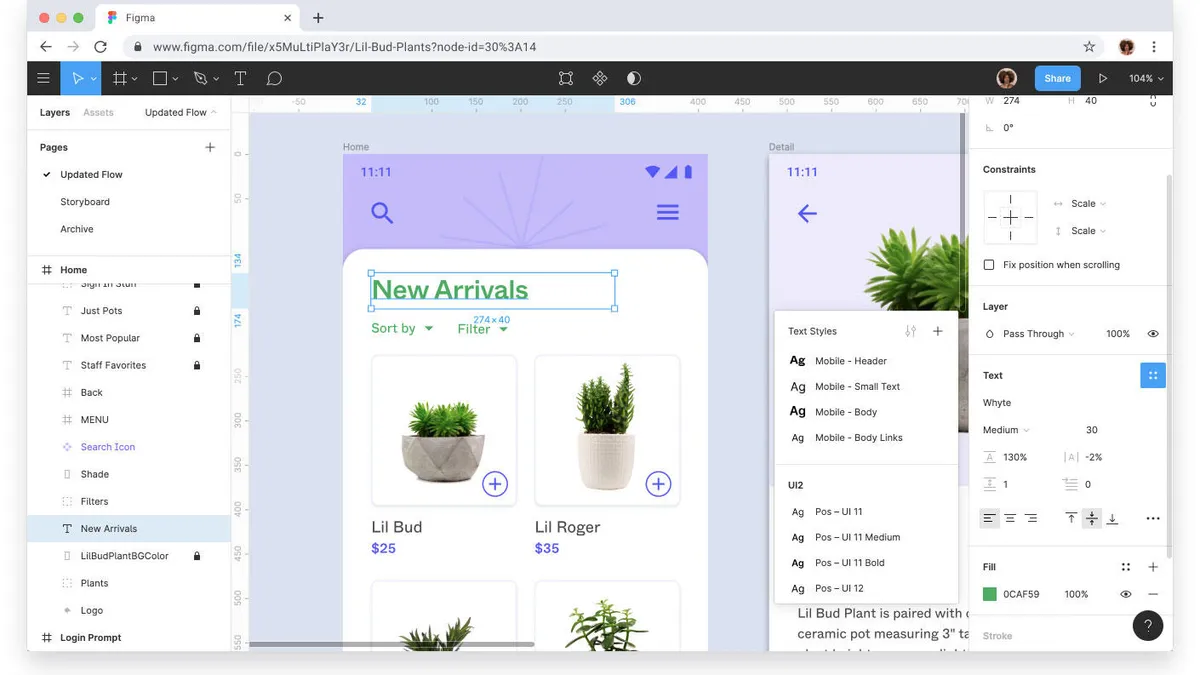 Figma
www.figma.com/file/x5MuLtiPlaY3r/Lil-Bud-Plants?node-id=30%3A14
Share
104%
Layers Assets Updated Flow
Pages
Updated Flow
Storyboard
Archive
Home
Sign In Stuff
Just Pots
Most Popular
Staff Favorites
Back
MENU
Search Icon
Shade
Filters
New Arrivals
LilBudPlantBGColor
Plants
Logo
Login Prompt
-50 32 100 150 200 250 306 400 450 500 550 600 650 700
0
50
134
174
250
300
350
400
450
500
550
Home
11:11
New Arrivals
274 × 40
Sort by Filter
Lil Bud
$25
Lil Roger
$35
Detail
11:11
Text Styles
Ag Mobile - Header
Ag Mobile - Small Text
Ag Mobile - Body
Ag Mobile - Body Links
UI2
Ag Pos – UI 11
Ag Pos – UI 11 Medium
Ag Pos – UI 11 Bold
Ag Pos – UI 12
Lil Bud Plant is paired with
ceramic pot measuring 3"
W 274 H 40
0°
Constraints
Scale
Scale
Fix position when scrolling
Layer
Pass Through 100%
Text
Whyte
Medium 30
130% |A| -2%
1 0
Fill
0CAF59 100%
Stroke
?